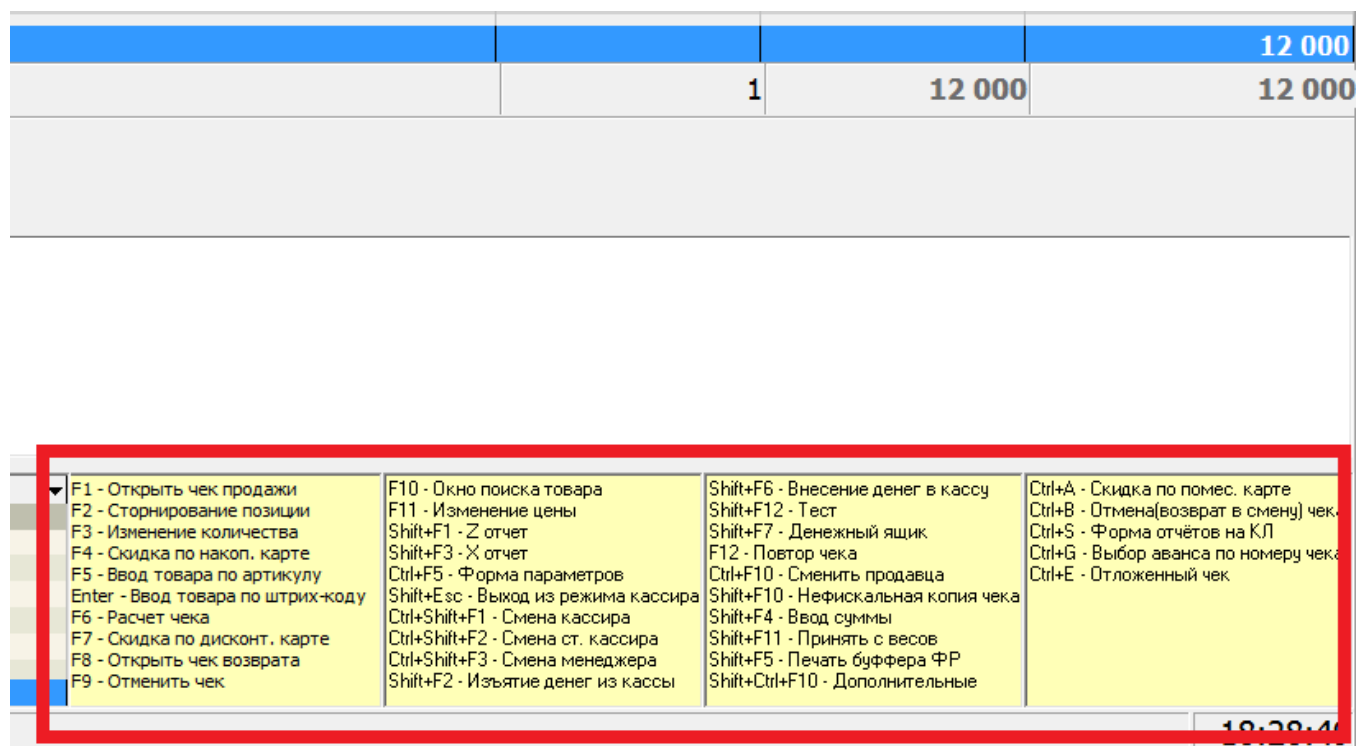 12 000
1 12 000 12 000
F1 - Открыть чек продажи
F2 - Сторнирование позиции
F3 - Изменение количества
F4 - Скидка по накоп. карте
F5 - Ввод товара по артикулу
Enter - Ввод товара по штрих-коду
F6 - Расчет чека
F7 - Скидка по дисконт. карте
F8 - Открыть чек возврата
F9 - Отменить чек
F10 - Окно поиска товара
F11 - Изменение цены
Shift+F1 - Z отчет
Shift+F3 - X отчет
Ctrl+F5 - Форма параметров
Shift+Esc - Выход из режима кассира
Ctrl+Shift+F1 - Смена кассира
Ctrl+Shift+F2 - Смена ст. кассира
Ctrl+Shift+F3 - Смена менеджера
Shift+F2 - Изъятие денег из кассы
Shift+F6 - Внесение денег в кассу
Shift+F12 - Тест
Shift+F7 - Денежный ящик
F12 - Повтор чека
Ctrl+F10 - Сменить продавца
Shift+F10 - Нефискальная копия чека
Shift+F4 - Ввод суммы
Shift+F11 - Принять с весов
Shift+F5 - Печать буффера ФР
Shift+Ctrl+F10 - Дополнительные
Ctrl+A - Скидка по помес. карте
Ctrl+B - Отмена(возврат в смену) чек
Ctrl+S - Форма отчётов на КЛ
Ctrl+G - Выбор аванса по номеру чека
Ctrl+E - Отложенный чек